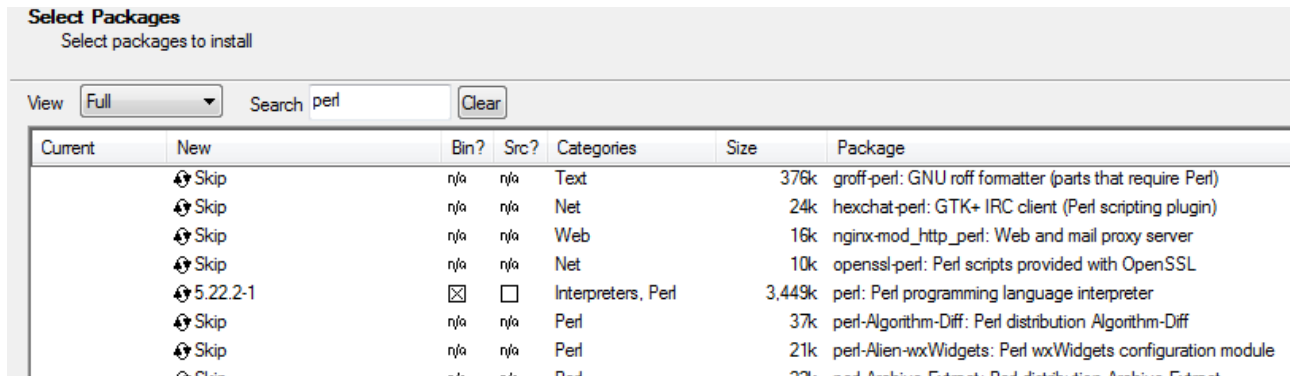 Select Packages
Select packages to install
View Full Search perl Clear
Current New Bin? Src? Categories Size Package
Skip n/a n/a Text 376k groff-perl: GNU roff formatter (parts that require Perl)
Skip n/a n/a Net 24k hexchat-perl: GTK+ IRC client (Perl scripting plugin)
Skip n/a n/a Web 16k nginx-mod_http_perl: Web and mail proxy server
Skip n/a n/a Net 10k openssl-perl: Perl scripts provided with OpenSSL
5.22.2-1 Interpreters, Perl 3,449k perl: Perl programming language interpreter
Skip n/a n/a Perl 37k perl-Algorithm-Diff: Perl distribution Algorithm-Diff
Skip n/a n/a Perl 21k perl-Alien-wxWidgets: Perl wxWidgets configuration module